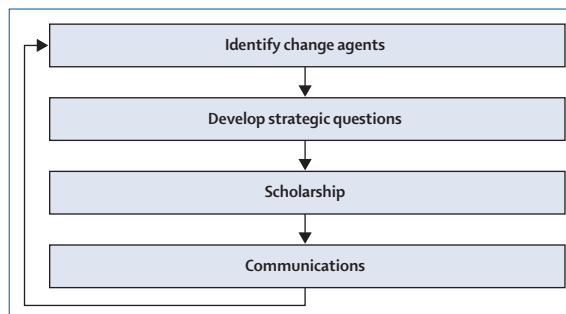 Identify change agents
Develop strategic questions
Scholarship
Communications